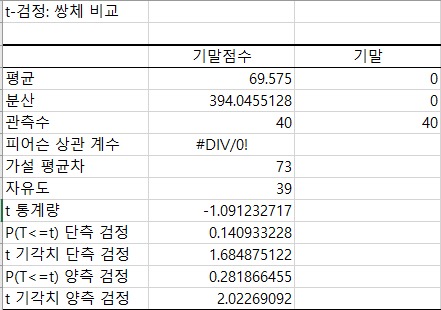 t-검정: 쌍체 비교
기말점수 기말
평균 69.575 0
분산 394.0455128 0
관측수 40 40
피어슨 상관 계수 #DIV/0!
가설 평균차 73
자유도 39
t 통계량 -1.091232717
P(T<=t) 단측 검정 0.140933228
t 기각치 단측 검정 1.684875122
P(T<=t) 양측 검정 0.281866455
t 기각치 양측 검정 2.02269092